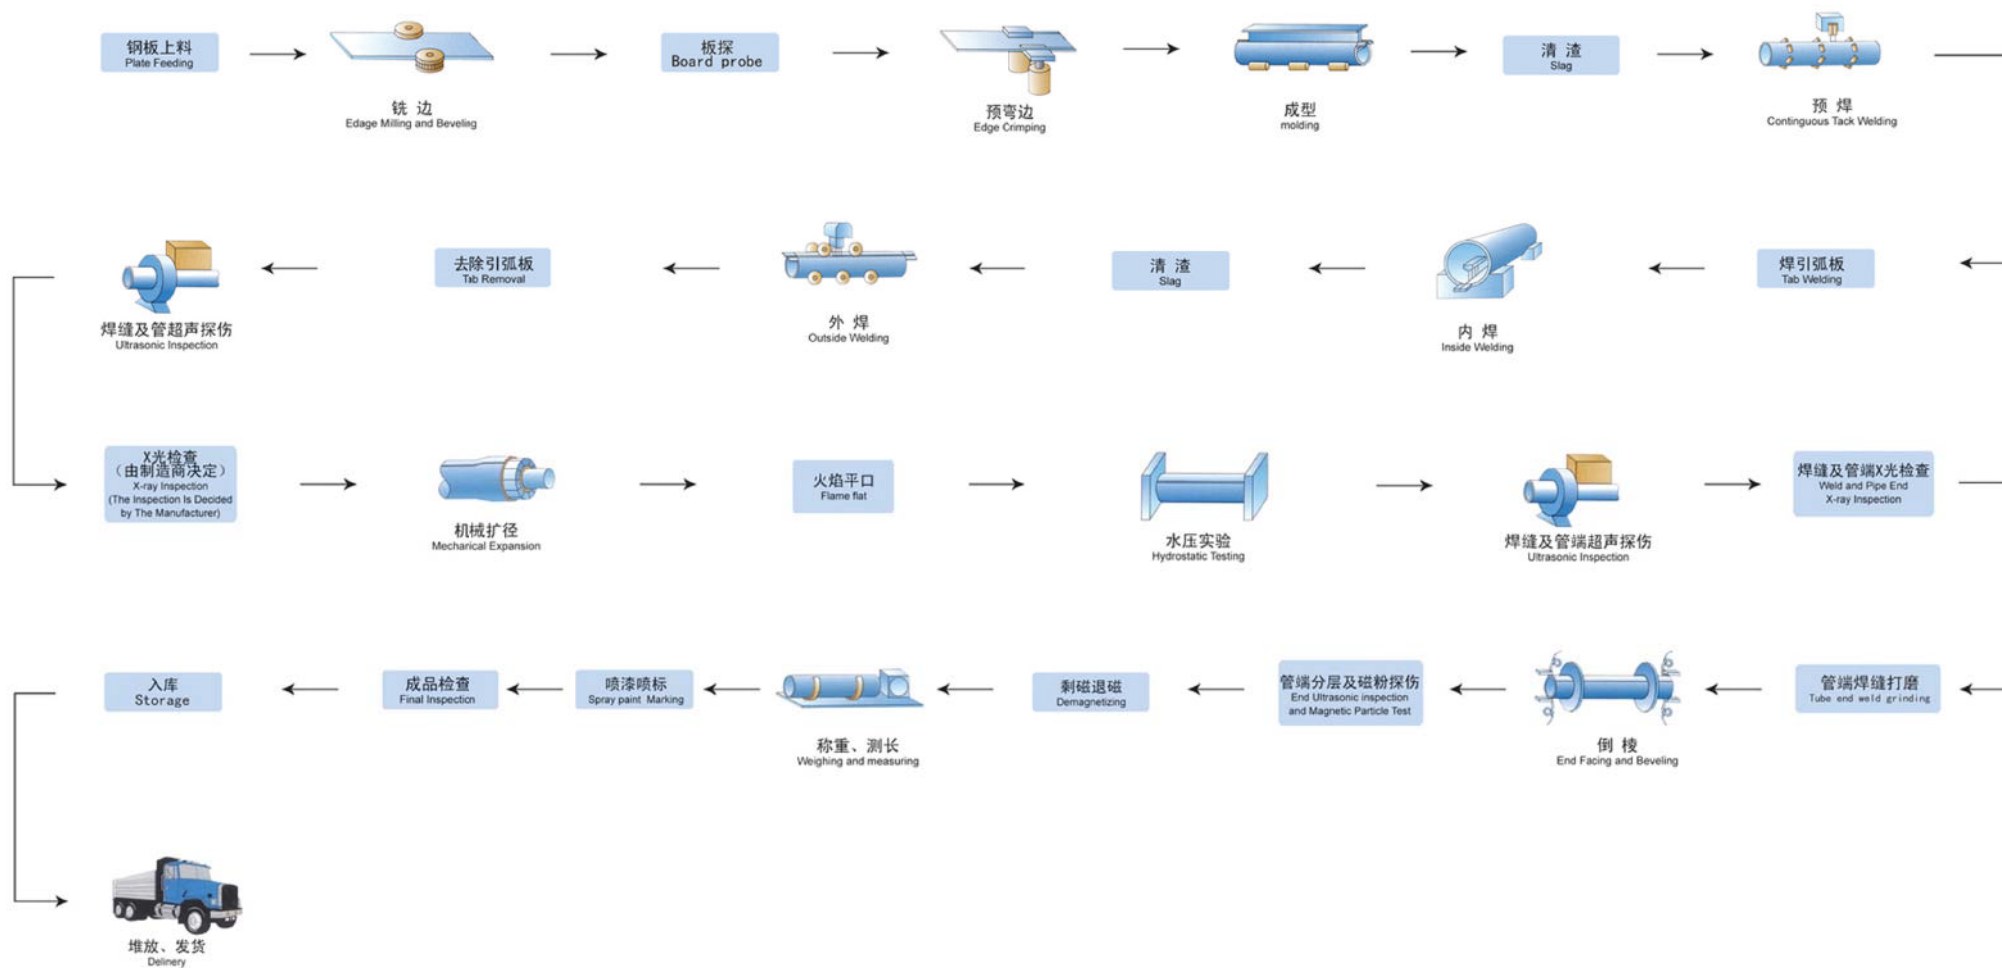 钢板上料
Plate Feeding
铣 边
Edage Milling and Beveling
板探
Board probe
预弯边
Edge Crimping
成型
molding
清 渣
Slag
预 焊
Continguous Tack Welding
焊引弧板
Tab Welding
内 焊
Inside Welding
清 渣
Slag
外 焊
Outside Welding
去除引弧板
Tab Removal
焊缝及管超声探伤
Ultrasonic Inspection
X光检查
（由制造商决定）
X-ray Inspection
(The Inspection Is Decided
by The Manufacturer)
机械扩径
Mecharical Expansion
火焰平口
Flame flat
水压实验
Hydrostatic Testing
焊缝及管端超声探伤
Ultrasonic Inspection
焊缝及管端X光检查
Weld and Pipe End
X-ray Inspection
管端焊缝打磨
Tube end weld grinding
倒 棱
End Facing and Beveling
管端分层及磁粉探伤
End Ultrasonic inspection
and Magnetic Particle Test
剩磁退磁
Demagnetizing
称重、测长
Weighing and measuring
喷漆喷标
Spray paint Marking
成品检查
Final Inspection
入库
Storage
堆放、发货
Delinery